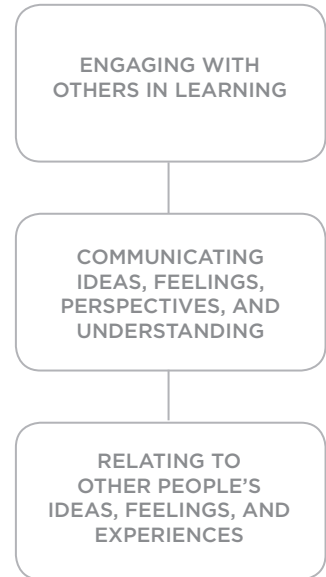 ENGAGING WITH
OTHERS IN LEARNING
COMMUNICATING
IDEAS, FEELINGS,
PERSPECTIVES, AND
UNDERSTANDING
RELATING TO
OTHER PEOPLE’S
IDEAS, FEELINGS, AND
EXPERIENCES